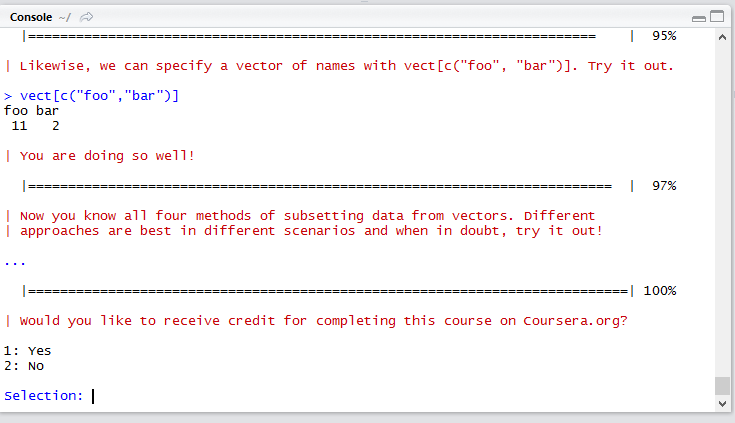 Console ~/
|======================================================================= | 95%
| Likewise, we can specify a vector of names with vect[c("foo", "bar")]. Try it out.
> vect[c("foo","bar")]
foo bar
 11   2
| You are doing so well!
|========================================================================= | 97%
| Now you know all four methods of subsetting data from vectors. Different
| approaches are best in different scenarios and when in doubt, try it out!
...
|===========================================================================| 100%
| Would you like to receive credit for completing this course on Coursera.org?
1: Yes
2: No
Selection: